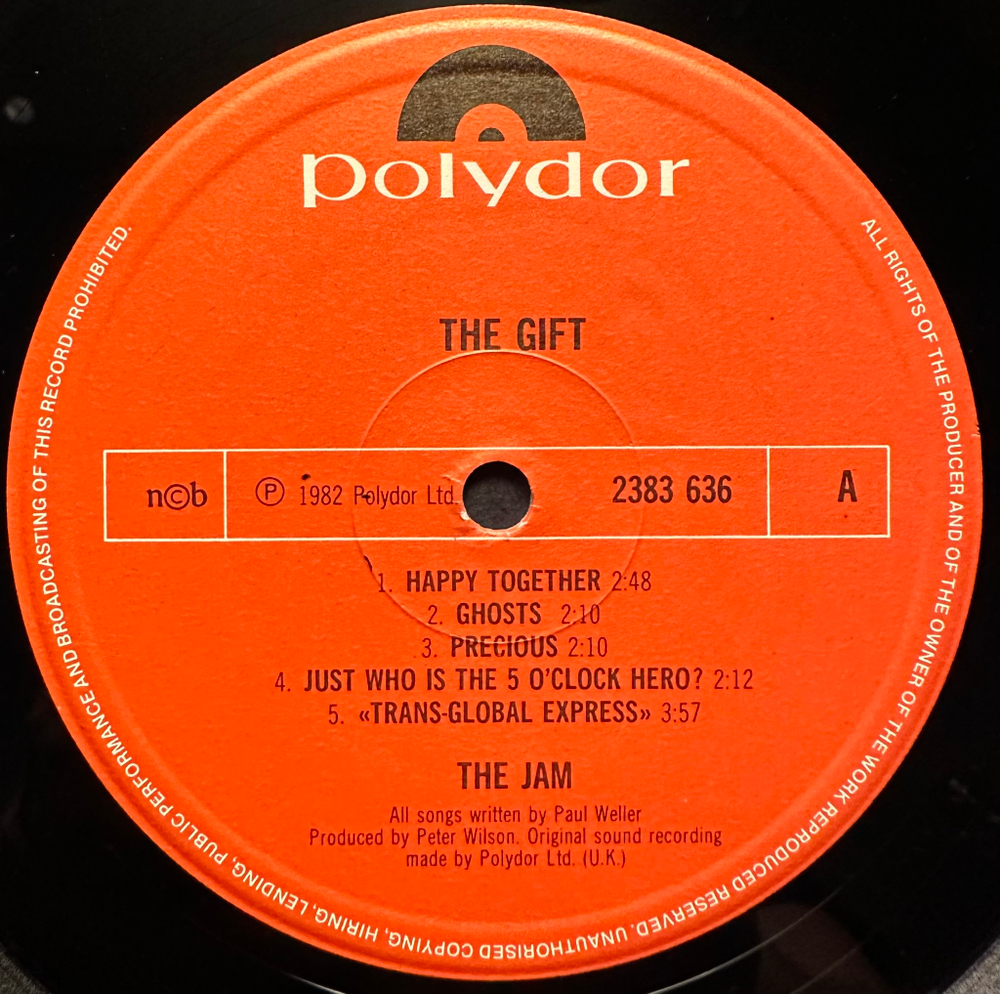 polydor
THE GIFT
n©b
℗ 1982 Polydor Ltd.
2383 636
A
1. HAPPY TOGETHER 2:48
2. GHOSTS 2:10
3. PRECIOUS 2:10
4. JUST WHO IS THE 5 O'CLOCK HERO? 2:12
5. «TRANS-GLOBAL EXPRESS» 3:57
THE JAM
All songs written by Paul Weller
Produced by Peter Wilson. Original sound recording
made by Polydor Ltd. (U.K.)
ALL RIGHTS OF THE PRODUCER AND OF THE OWNER OF THE WORK REPRODUCED RESERVED. UNAUTHORISED COPYING, HIRING, LENDING, PUBLIC PERFORMANCE AND BROADCASTING OF THIS RECORD PROHIBITED.